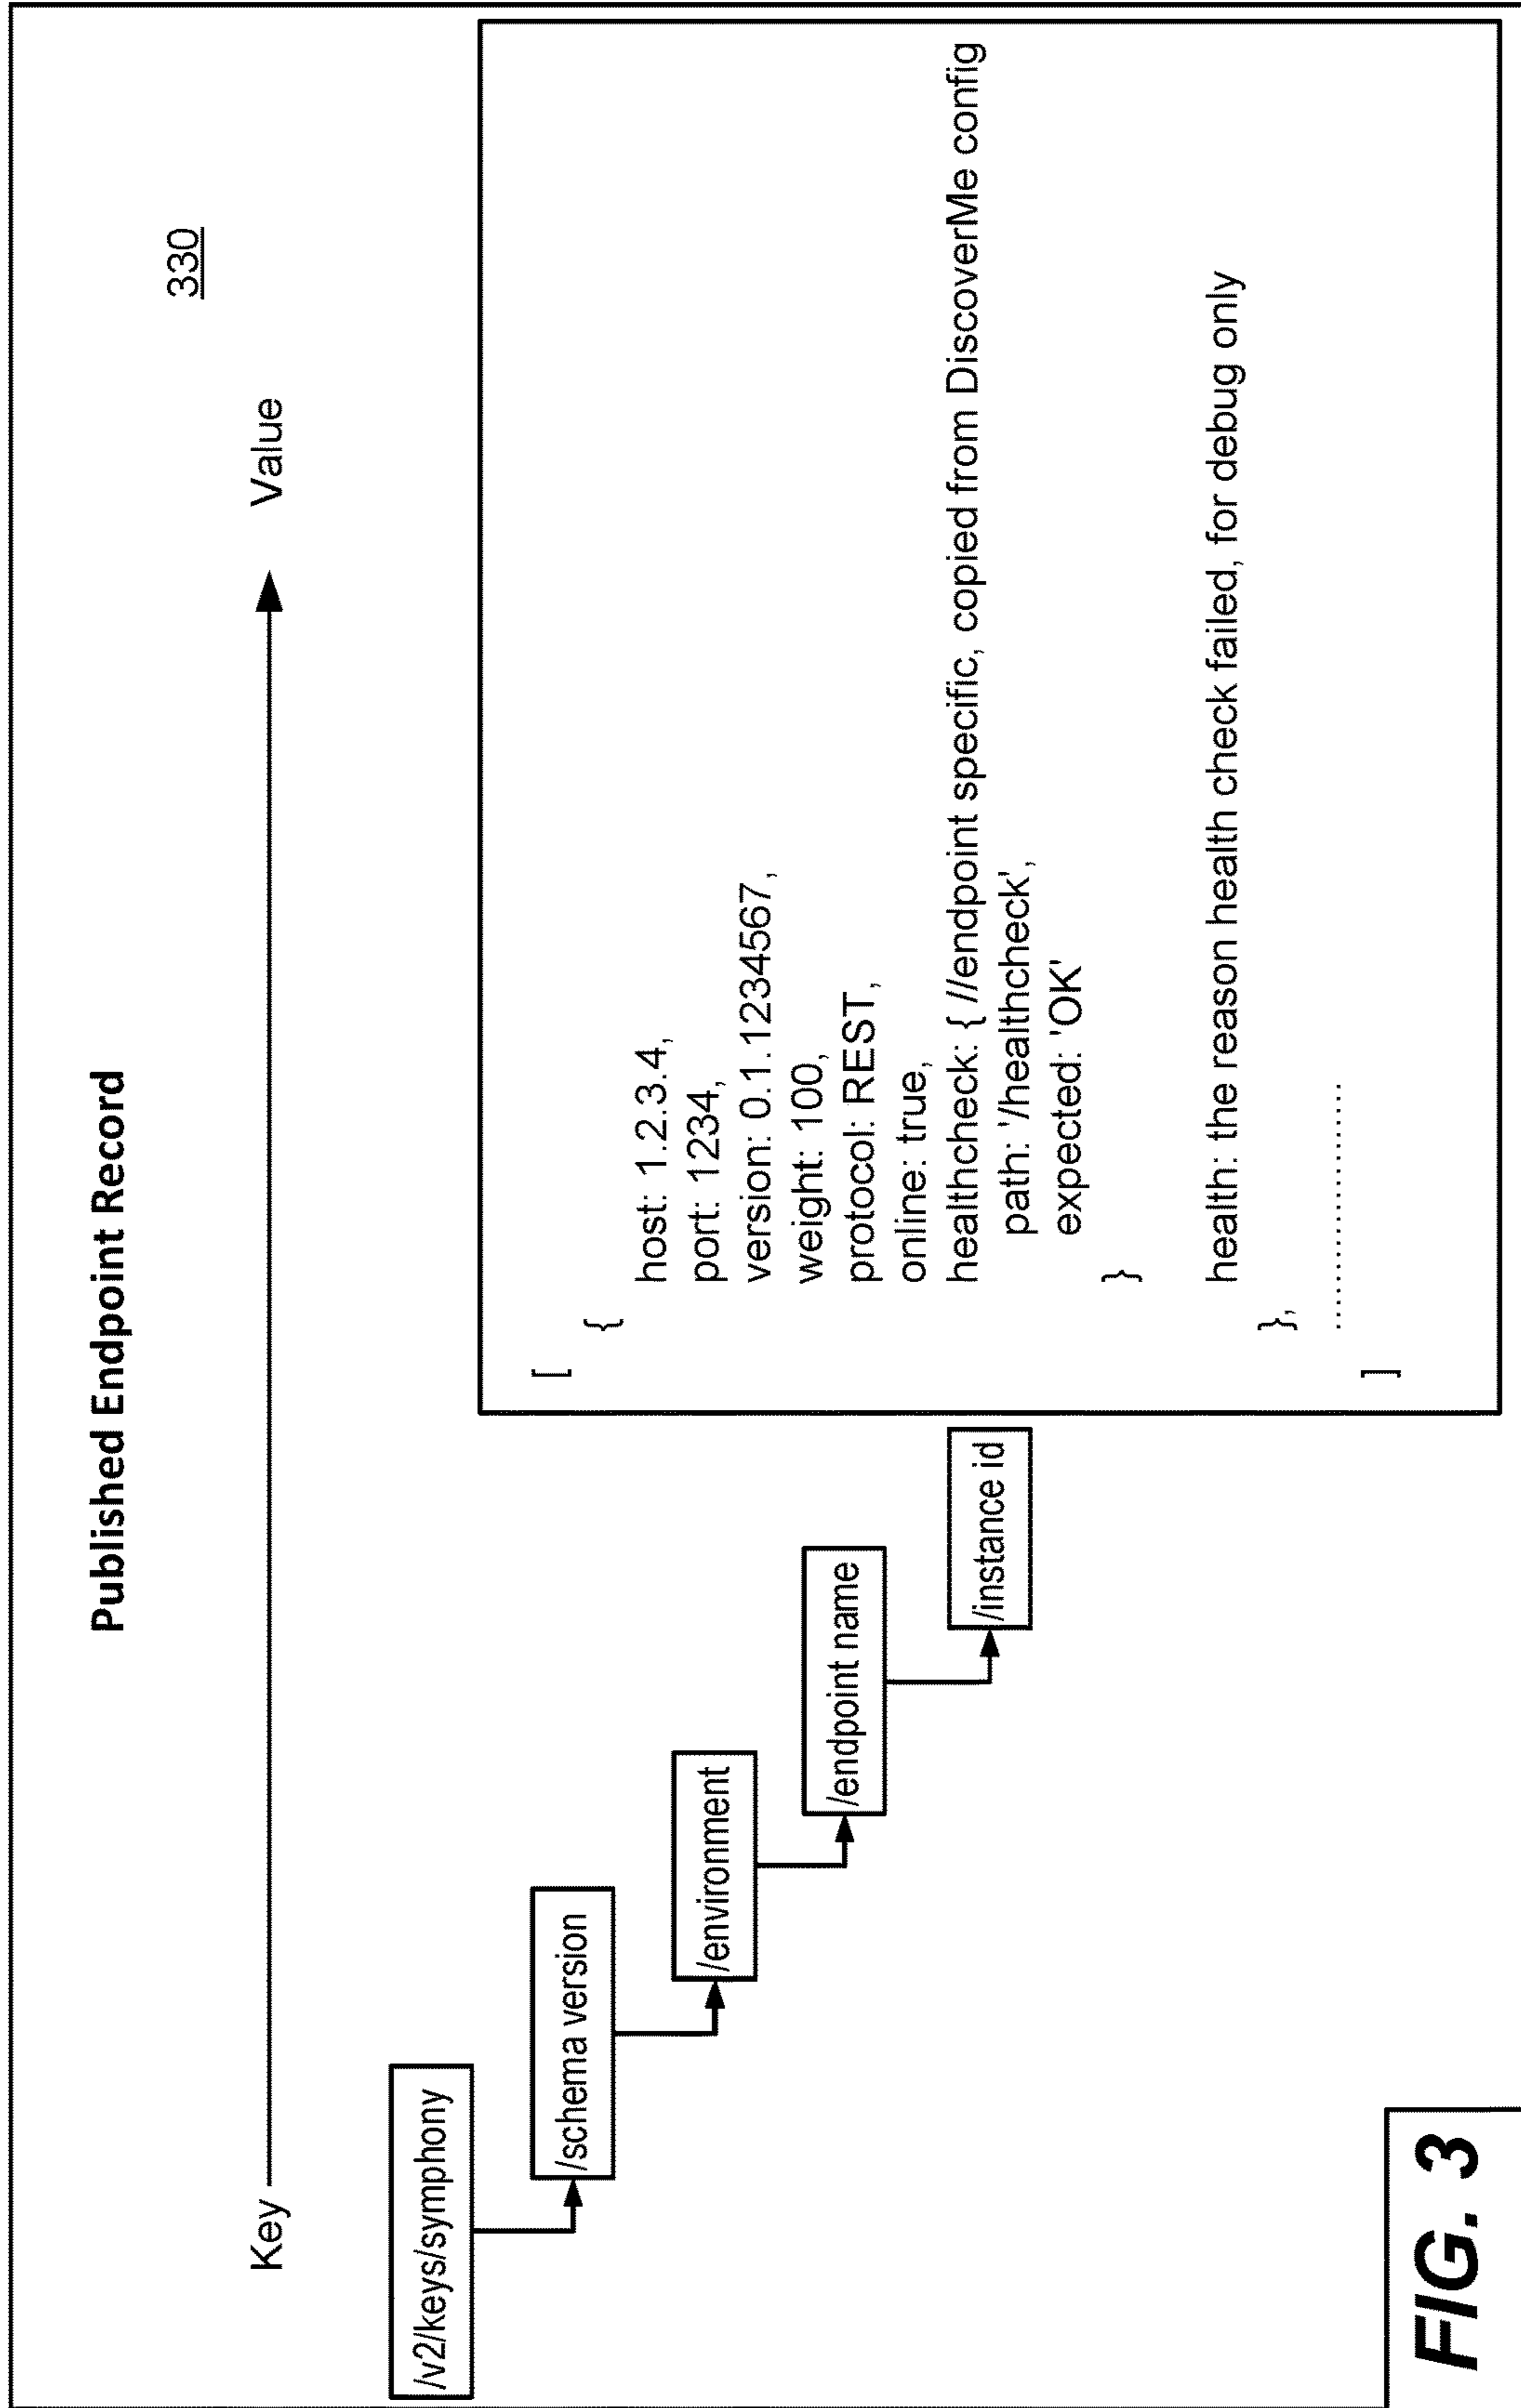 Published Endpoint Record
330
Key
Value
/v2/keys/symphony
/schema version
/environment
/endpoint name
/instance id
[
{
host: 1.2.3.4,
port: 1234,
version: 0.1.1234567,
weight: 100,
protocol: REST,
online: true,
healthcheck: { //endpoint specific, copied from DiscoverMe config
path: '/healthcheck',
expected: 'OK'
}
health: the reason health check failed, for debug only
},
....................
]
FIG. 3